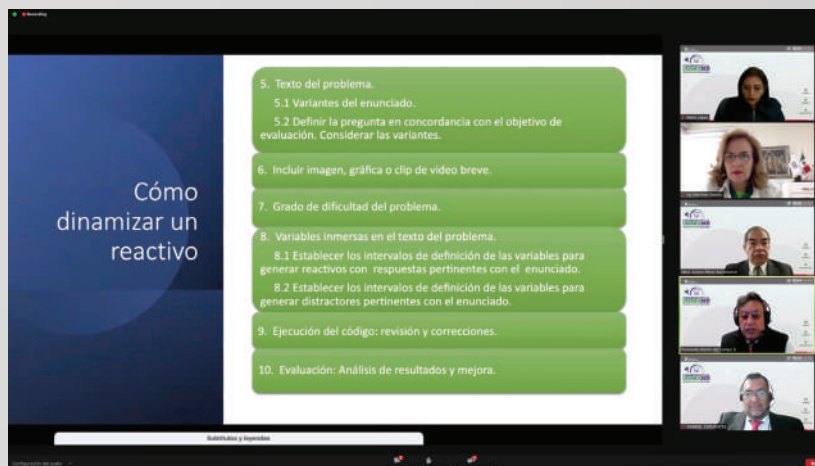 Recording
Cómo
dinamizar un
reactivo
5. Texto del problema.
5.1 Variantes del enunciado.
5.2 Definir la pregunta en concordancia con el objetivo de
evaluación. Considerar las variantes.
6. Incluir imagen, gráfica o clip de video breve.
7. Grado de dificultad del problema.
8. Variables inmersas en el texto del problema.
8.1 Establecer los intervalos de definición de las variables para
generar reactivos con respuestas pertinentes con el enunciado.
8.2 Establecer los intervalos de definición de las variables para
generar distractores pertinentes con el enunciado.
9. Ejecución del código: revisión y correcciones.
10. Evaluación: Análisis de resultados y mejora.
Subtítulos y leyendas
Configuración del audio